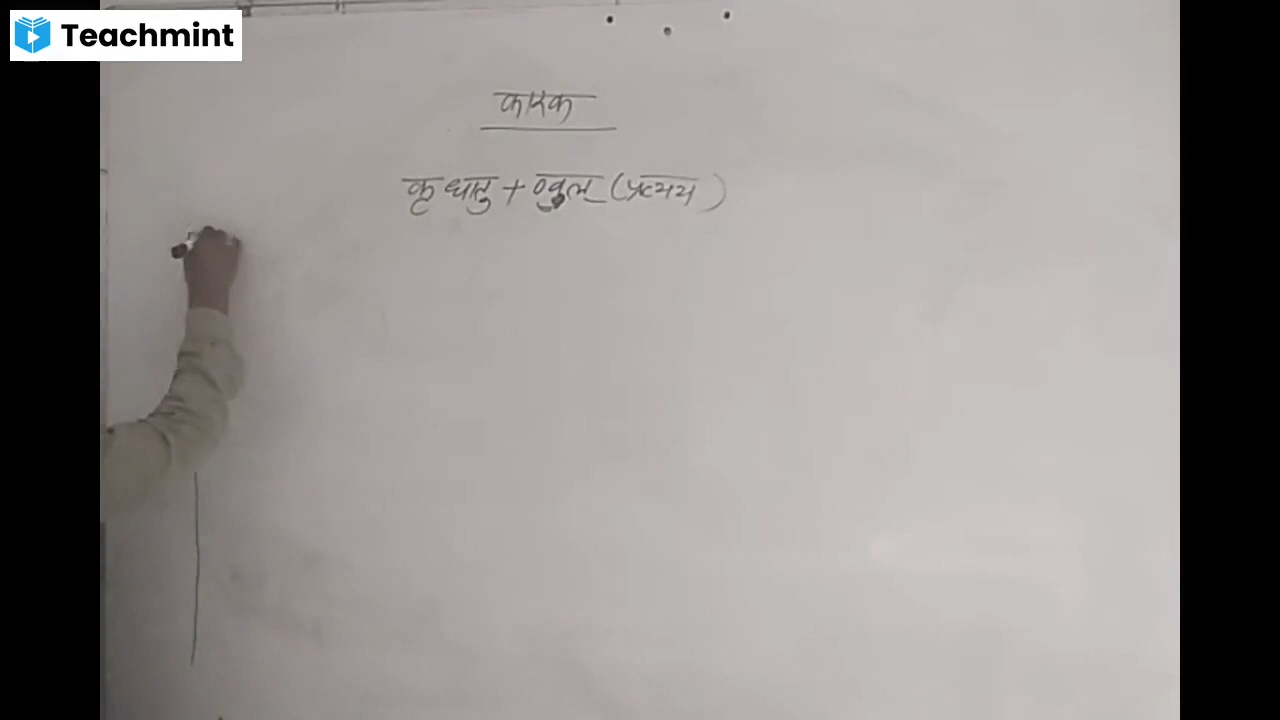 Teachmint
कारक
कृ धातु + ण्वुल् (प्रत्यय)